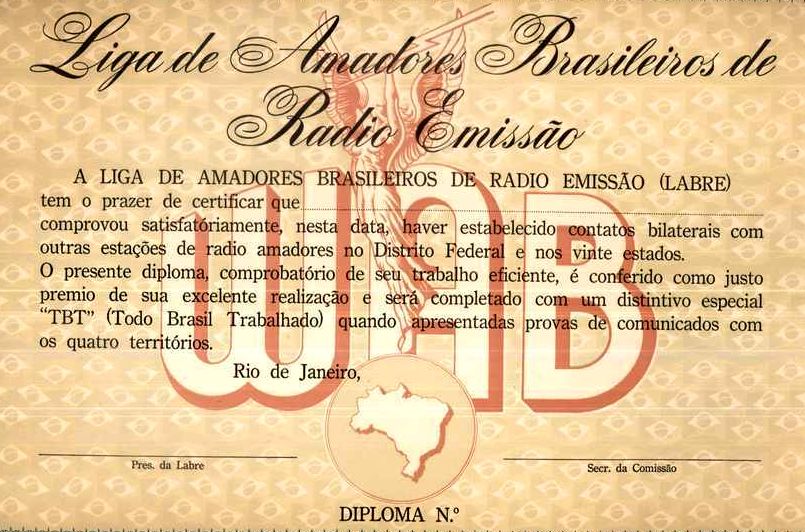 Liga de Amadores Brasileiros de
Radio Emissão
A LIGA DE AMADORES BRASILEIROS DE RADIO EMISSÃO (LABRE)
tem o prazer de certificar que
comprovou satisfatóriamente, nesta data, haver estabelecido contatos bilaterais com
outras estações de radio amadores no Distrito Federal e nos vinte estados.
O presente diploma, comprobatório de seu trabalho eficiente, é conferido como justo
premio de sua excelente realização e será completado com um distintivo especial
"TBT" (Todo Brasil Trabalhado) quando apresentadas provas de comunicados com
os quatro territórios.
WAB
Rio de Janeiro,
Pres. da Labre
Secr. da Comissão
DIPLOMA N.º